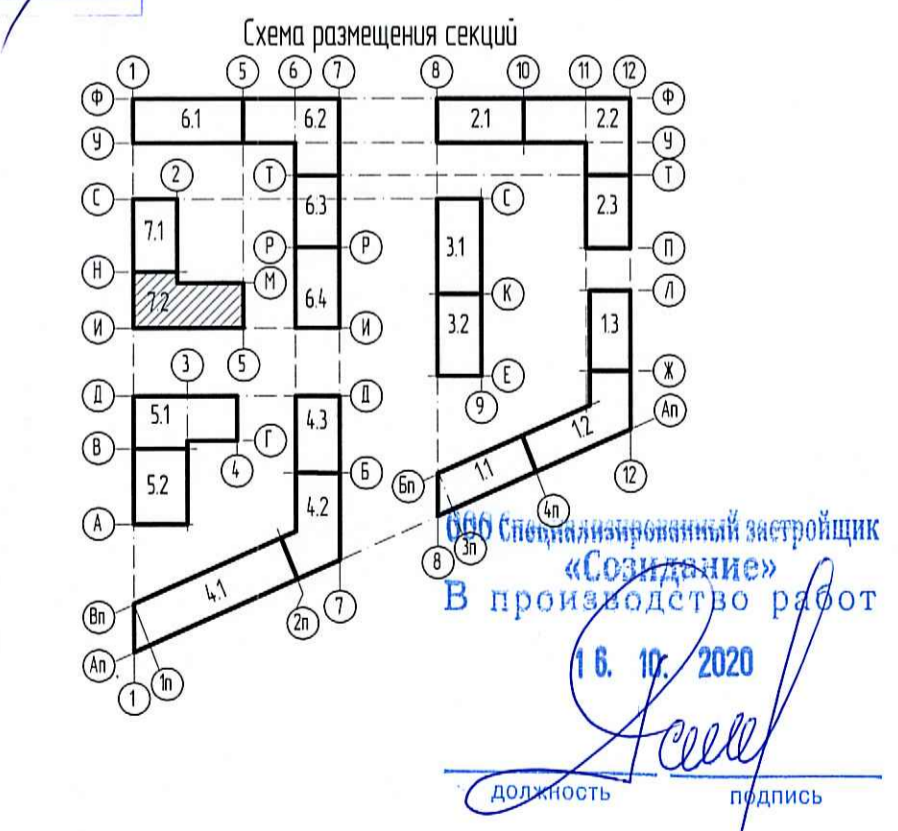 Схема размещения секций
1 5 6 7 8 10 11 12
Ф 6.1 6.2 2.1 2.2 Ф
У У
2 Т Т
С 7.1 6.3 С 2.3
Р Р 3.1 П
Н М
7.2 6.4 К Л
И И 3.2 1.3
3 5
Д 5.1 Д Е Ж
9
В Г 4.3 1.2 Ап
4
5.2 Б Бп 1.1 12
4.2 4п
А 3п
8
4.1
Вп 2п 7
Ап 1п
1
ООО Специализированный застройщик
«Созидание»
В производство работ
16. 10. 2020
должность подпись